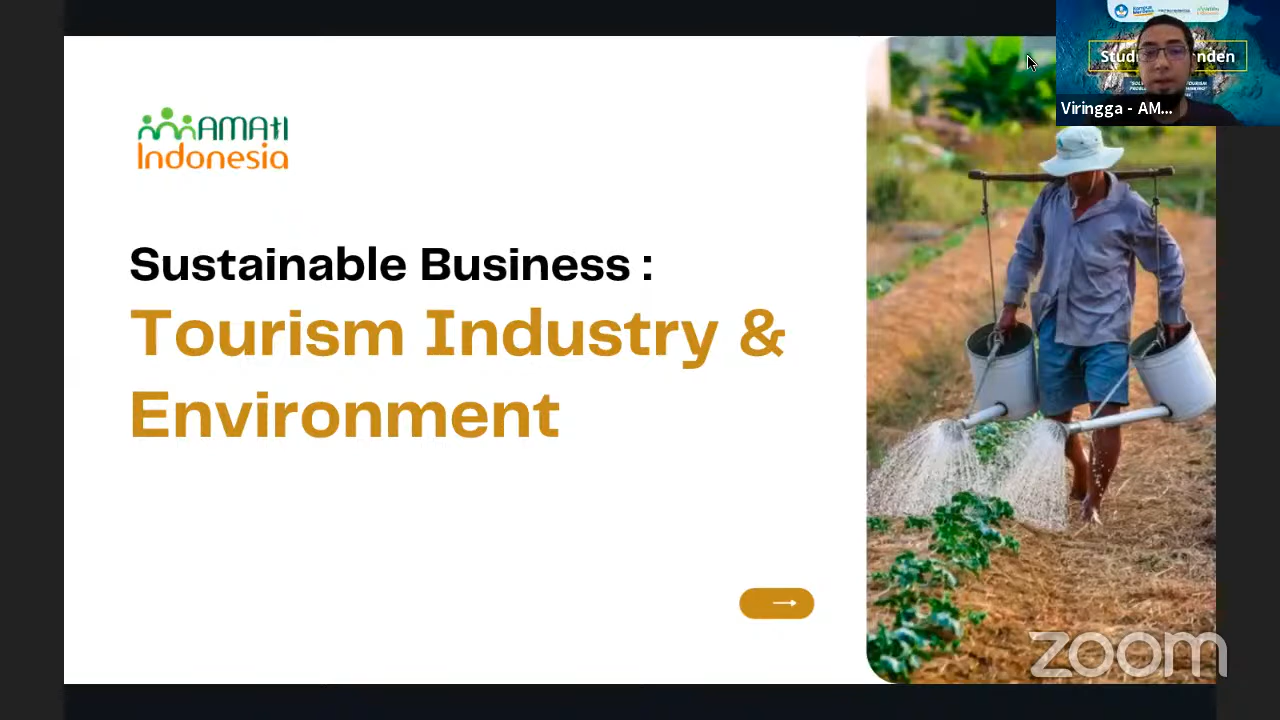 AMATI
Indonesia
Sustainable Business :
Tourism Industry &
Environment
Viringga - AM...
zoom